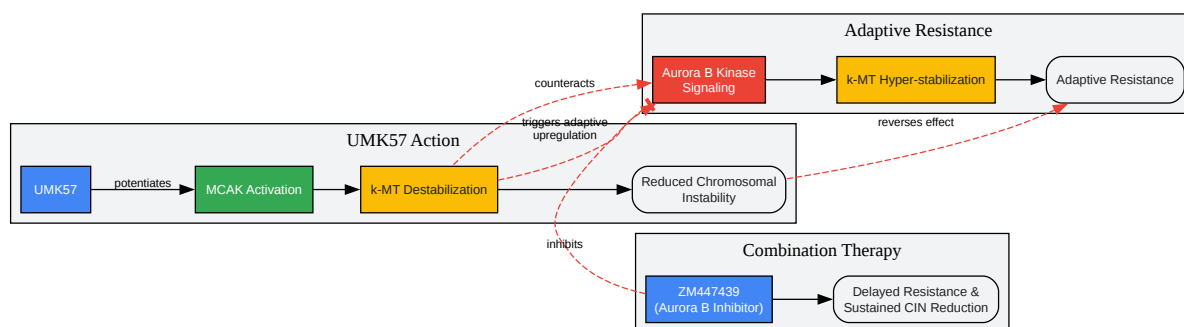 Adaptive Resistance
Aurora B Kinase
Signaling
k-MT Hyper-stabilization
Adaptive Resistance
counteracts
triggers adaptive
upregulation
reverses effect
UMK57 Action
UMK57
potentiates
MCAK Activation
k-MT Destabilization
Reduced Chromosomal
Instability
inhibits
Combination Therapy
ZM447439
(Aurora B Inhibitor)
Delayed Resistance &
Sustained CIN Reduction